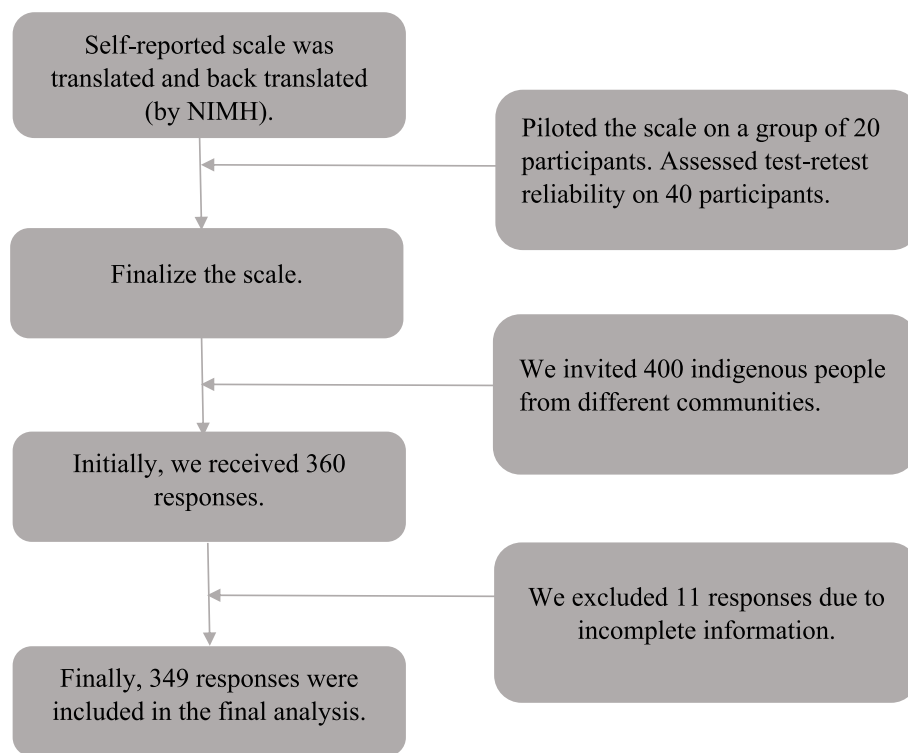 Self-reported scale was
translated and back translated
(by NIMH).
Piloted the scale on a group of 20
participants. Assessed test-retest
reliability on 40 participants.
Finalize the scale.
We invited 400 indigenous people
from different communities.
Initially, we received 360
responses.
We excluded 11 responses due to
incomplete information.
Finally, 349 responses were
included in the final analysis.